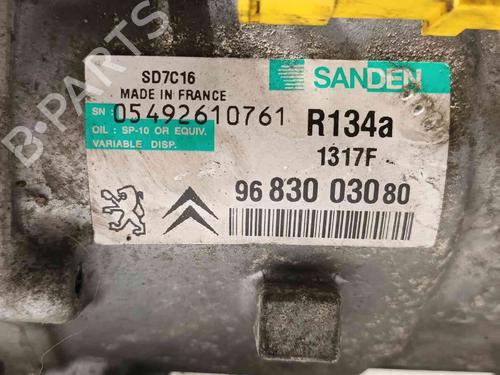 SD7C16
SANDEN
MADE IN FRANCE
SN : 05492610761
R134a
OIL : SP-10 OR EQUIV.
VARIABLE DISP.
1317F
96 830 030 80
B-PARTS